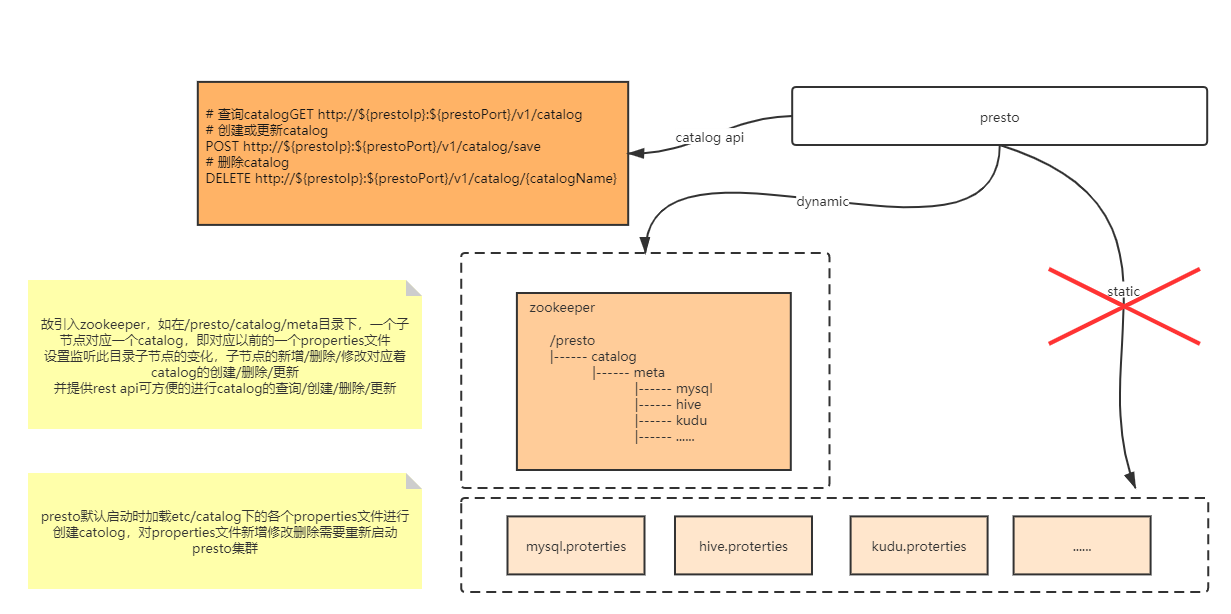 # 查询catalogGET http://${prestoIp}:${prestoPort}/v1/catalog
# 创建或更新catalog
POST http://${prestoIp}:${prestoPort}/v1/catalog/save
# 删除catalog
DELETE http://${prestoIp}:${prestoPort}/v1/catalog/{catalogName}
presto
catalog api
dynamic
static
故引入zookeeper，如在/presto/catalog/meta目录下，一个子
节点对应一个catalog，即对应以前的一个properties文件
设置监听此目录子节点的变化，子节点的新增/删除/修改对应着
catalog的创建/删除/更新
并提供rest api可方便的进行catalog的查询/创建/删除/更新
zookeeper
/presto
|------ catalog
|------ meta
|------ mysql
|------ hive
|------ kudu
|------ ......
presto默认启动时加载etc/catalog下的各个properties文件进行
创建catolog，对properties文件新增修改删除需要重新启动
presto集群
mysql.proterties
hive.proterties
kudu.proterties
......